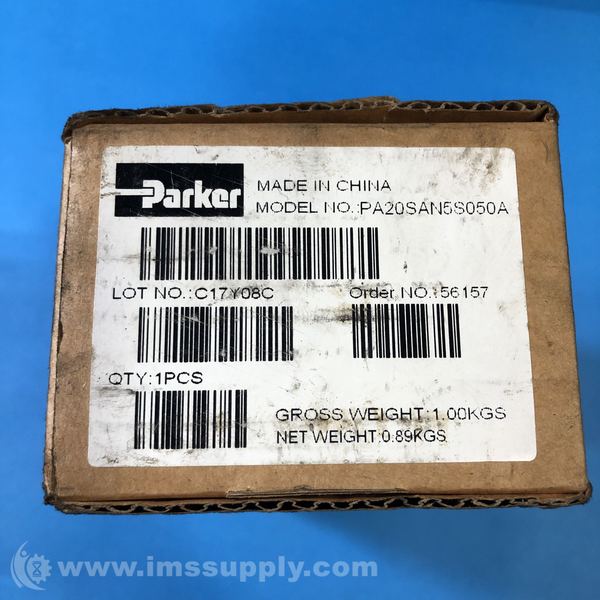 Parker
MADE IN CHINA
MODEL NO.:PA20SAN5S050A
LOT NO.:C17Y08C
Order NO.:56157
QTY:1PCS
GROSS WEIGHT:1.00KGS
NET WEIGHT:0.89KGS
www.imssupply.com